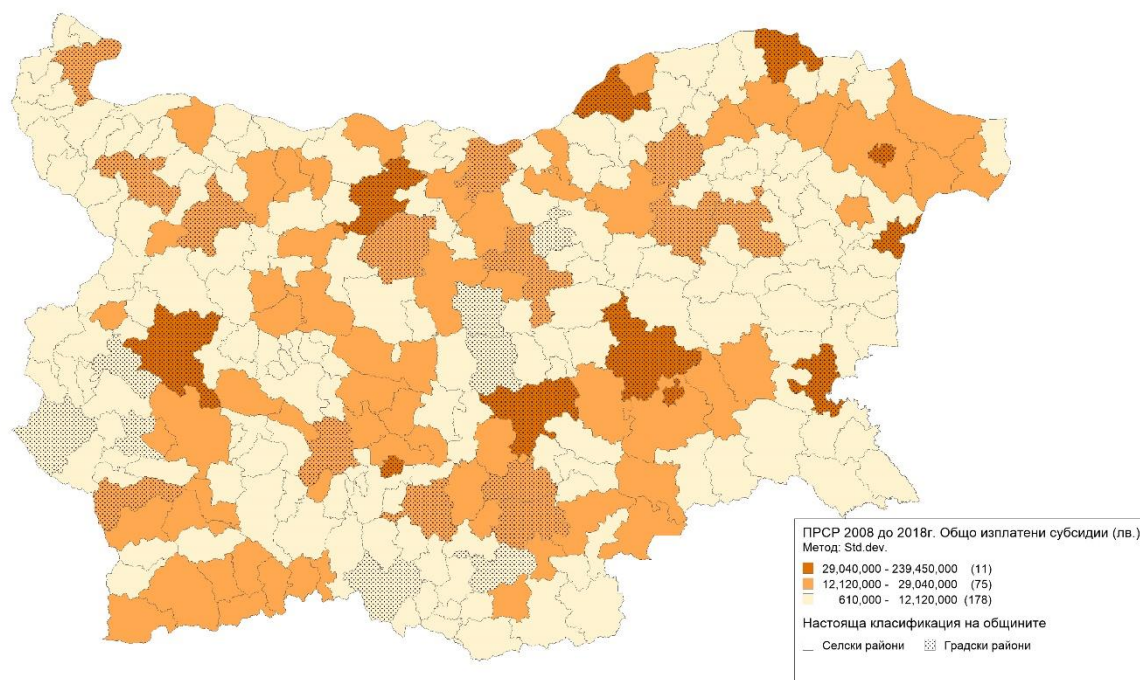 ПРСР 2008 до 2018г. Общо изплатени субсидии (лв.)
Метод: Std.dev.
29,040,000 - 239,450,000 (11)
12,120,000 - 29,040,000 (75)
610,000 - 12,120,000 (178)
Настояща класификация на общините
Селски райони Градски райони